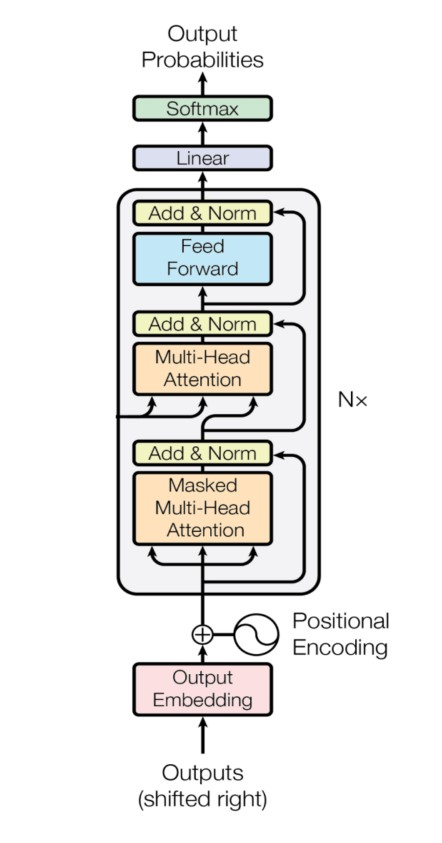 Output
Probabilities
Softmax
Linear
Add & Norm
Feed
Forward
Add & Norm
Multi-Head
Attention
N×
Add & Norm
Masked
Multi-Head
Attention
Positional
Encoding
Output
Embedding
Outputs
(shifted right)